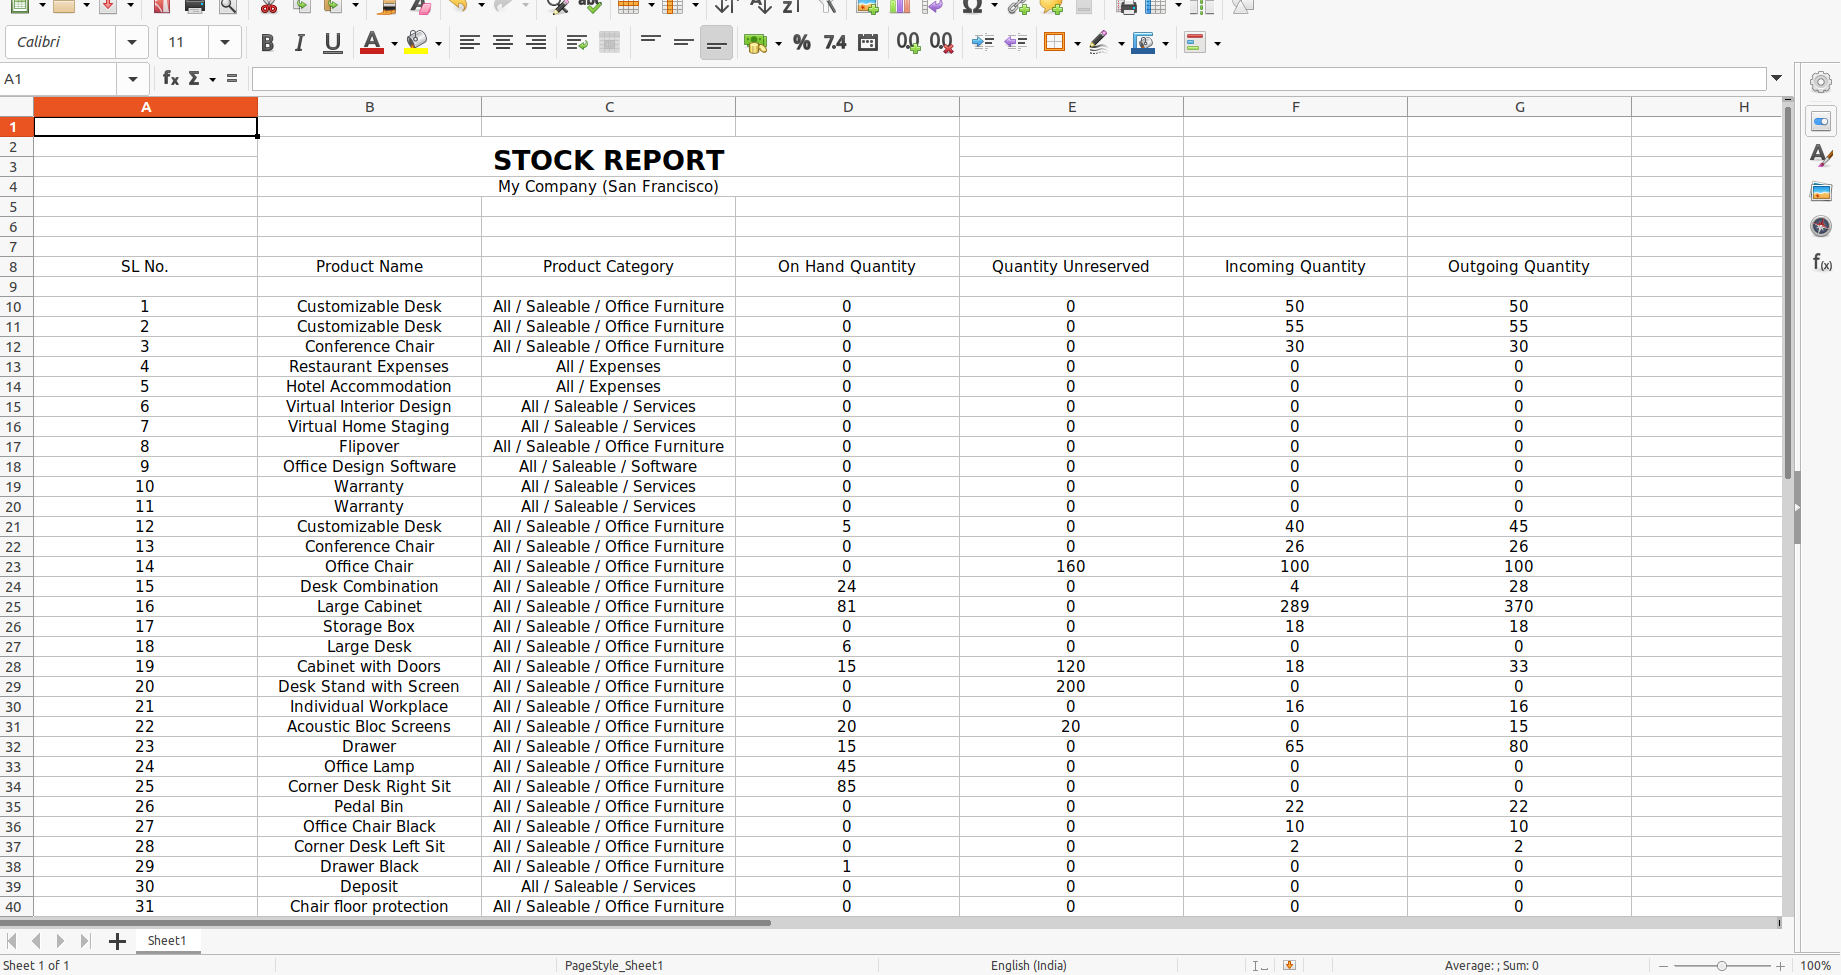 Calibri 11 B I U A % 7.4
A1 fx Σ =
A B C D E F G H
1
2
3 STOCK REPORT
4 My Company (San Francisco)
5
6
7
8 SL No. Product Name Product Category On Hand Quantity Quantity Unreserved Incoming Quantity Outgoing Quantity
9
10 1 Customizable Desk All / Saleable / Office Furniture 0 0 50 50
11 2 Customizable Desk All / Saleable / Office Furniture 0 0 55 55
12 3 Conference Chair All / Saleable / Office Furniture 0 0 30 30
13 4 Restaurant Expenses All / Expenses 0 0 0 0
14 5 Hotel Accommodation All / Expenses 0 0 0 0
15 6 Virtual Interior Design All / Saleable / Services 0 0 0 0
16 7 Virtual Home Staging All / Saleable / Services 0 0 0 0
17 8 Flipover All / Saleable / Office Furniture 0 0 0 0
18 9 Office Design Software All / Saleable / Software 0 0 0 0
19 10 Warranty All / Saleable / Services 0 0 0 0
20 11 Warranty All / Saleable / Services 0 0 0 0
21 12 Customizable Desk All / Saleable / Office Furniture 5 0 40 45
22 13 Conference Chair All / Saleable / Office Furniture 0 0 26 26
23 14 Office Chair All / Saleable / Office Furniture 0 160 100 100
24 15 Desk Combination All / Saleable / Office Furniture 24 0 4 28
25 16 Large Cabinet All / Saleable / Office Furniture 81 0 289 370
26 17 Storage Box All / Saleable / Office Furniture 0 0 18 18
27 18 Large Desk All / Saleable / Office Furniture 6 0 0 0
28 19 Cabinet with Doors All / Saleable / Office Furniture 15 120 18 33
29 20 Desk Stand with Screen All / Saleable / Office Furniture 0 200 0 0
30 21 Individual Workplace All / Saleable / Office Furniture 0 0 16 16
31 22 Acoustic Bloc Screens All / Saleable / Office Furniture 20 20 0 15
32 23 Drawer All / Saleable / Office Furniture 15 0 65 80
33 24 Office Lamp All / Saleable / Office Furniture 45 0 0 0
34 25 Corner Desk Right Sit All / Saleable / Office Furniture 85 0 0 0
35 26 Pedal Bin All / Saleable / Office Furniture 0 0 22 22
36 27 Office Chair Black All / Saleable / Office Furniture 0 0 10 10
37 28 Corner Desk Left Sit All / Saleable / Office Furniture 0 0 2 2
38 29 Drawer Black All / Saleable / Office Furniture 1 0 0 0
39 30 Deposit All / Saleable / Services 0 0 0 0
40 31 Chair floor protection All / Saleable / Office Furniture 0 0 0 0
Sheet1
Sheet 1 of 1 PageStyle_Sheet1 English (India) Average: ; Sum: 0 100%